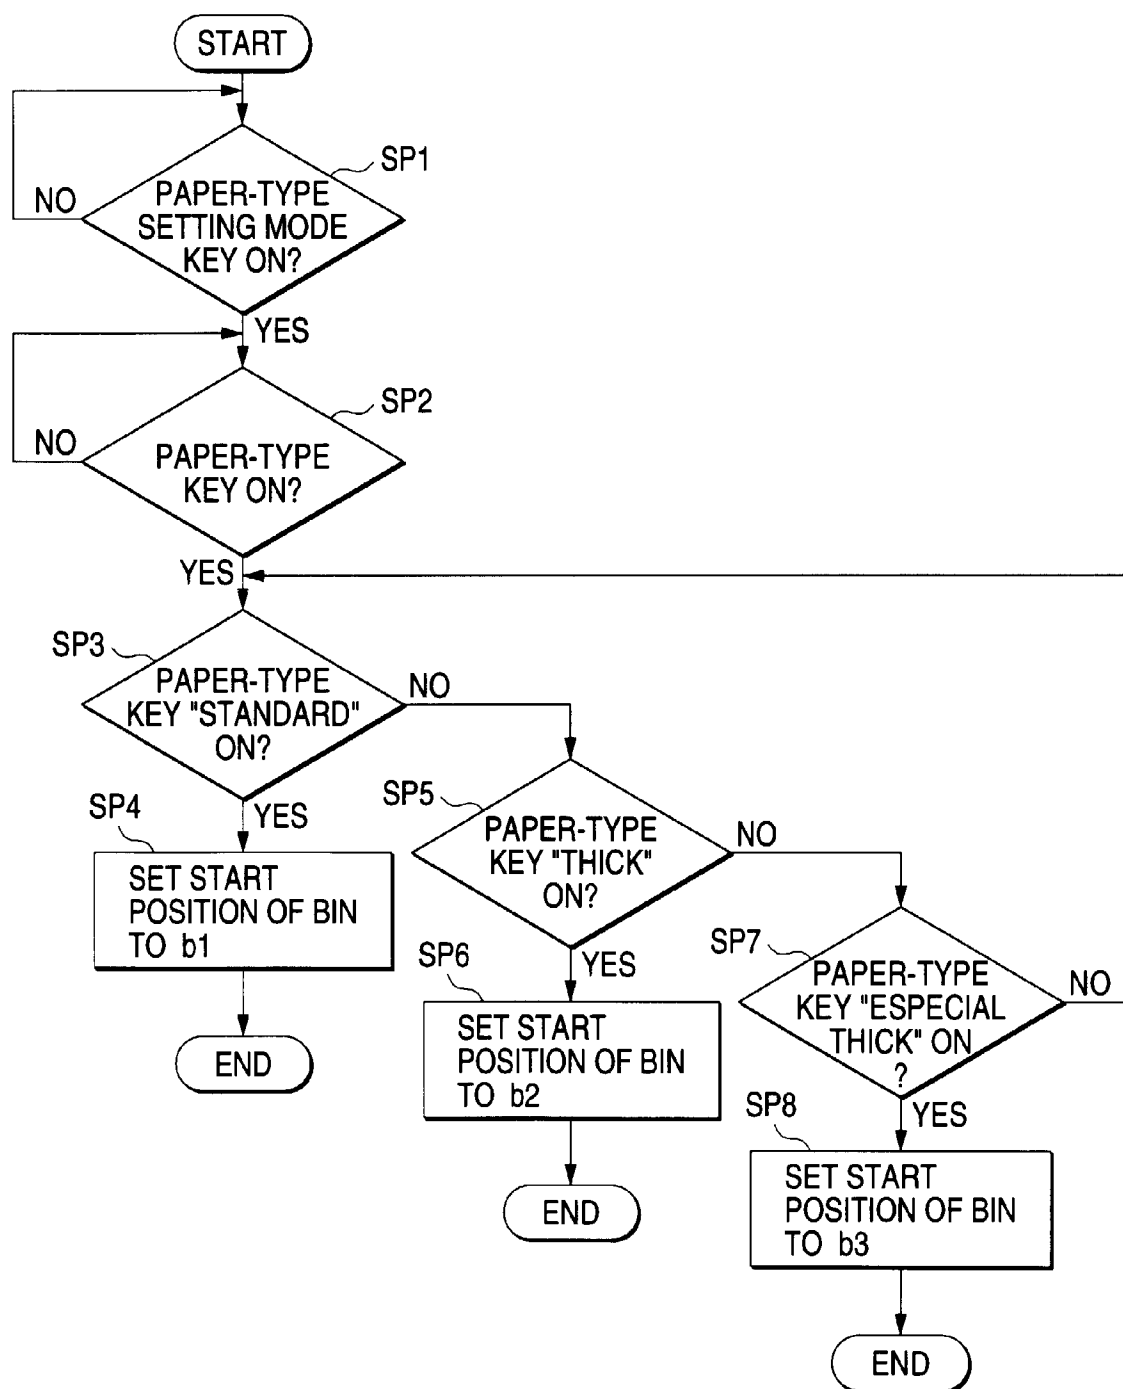 START
SP1
NO
PAPER-TYPE
SETTING MODE
KEY ON?
YES
SP2
NO
PAPER-TYPE
KEY ON?
YES
SP3
PAPER-TYPE
KEY "STANDARD"
ON?
NO
YES
SP4
SET START
POSITION OF BIN
TO b1
END
SP5
PAPER-TYPE
KEY "THICK"
ON?
NO
YES
SP6
SET START
POSITION OF BIN
TO b2
END
SP7
PAPER-TYPE
KEY "ESPECIAL
THICK" ON
?
NO
YES
SP8
SET START
POSITION OF BIN
TO b3
END